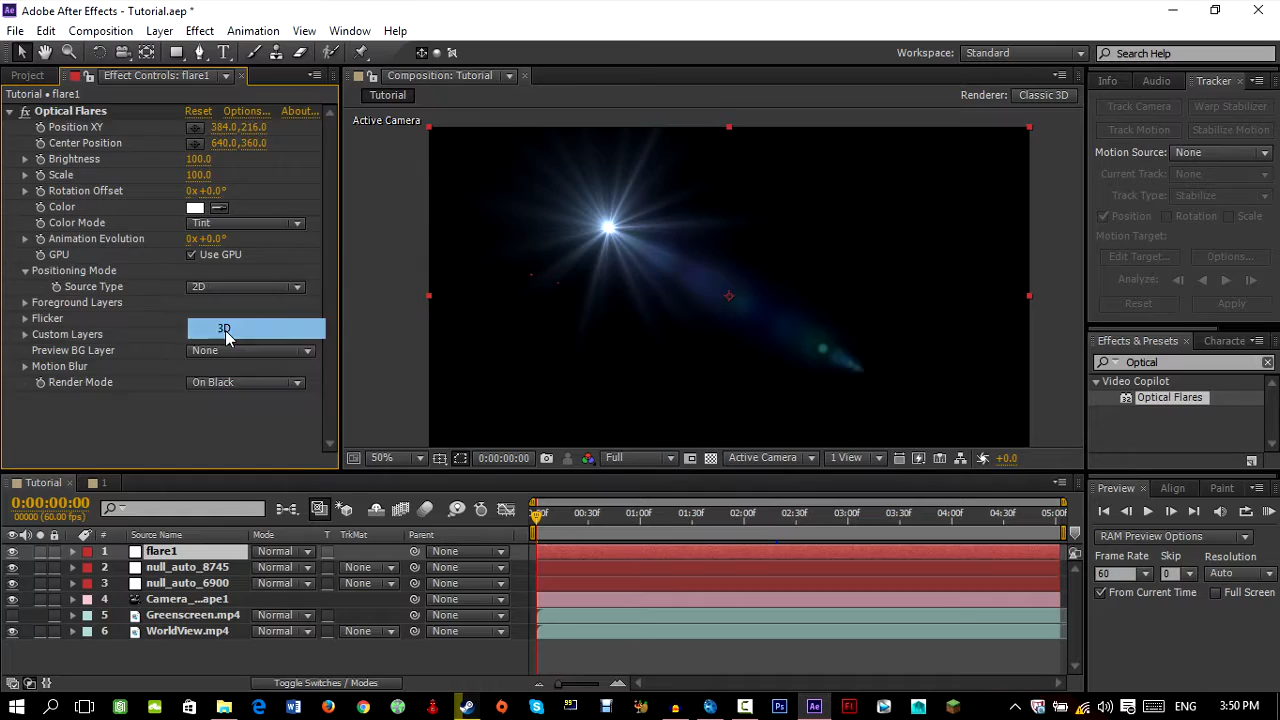 Ae Adobe After Effects - Tutorial.aep *
File Edit Composition Layer Effect Animation View Window Help
Workspace: Standard Search Help
Project Effect Controls: flare1 Composition: Tutorial Info Audio Tracker
Tutorial • flare1
Tutorial Renderer: Classic 3D
Track Camera Warp Stabilizer
fx Optical Flares Reset Options... About...
Active Camera
Position XY 384.0,216.0
Track Motion Stabilize Motion
Center Position 640.0,360.0
Motion Source: None
Brightness 100.0
Scale 100.0
Current Track: None
Rotation Offset 0x +0.0°
Track Type: Stabilize
Color
Position Rotation Scale
Color Mode Tint
Motion Target:
Animation Evolution 0x +0.0°
GPU Use GPU
Edit Target... Options...
Positioning Mode
Analyze:
Source Type 2D
Foreground Layers
Reset Apply
Flicker
3D
Custom Layers
Effects & Presets Characte
Preview BG Layer None
Optical
Motion Blur
Video Copilot
Render Mode On Black
Optical Flares
50% 0:00:00:00 Full Active Camera 1 View +0.0
Tutorial 1
Preview Align Paint
0:00:00:00
00000 (60.00 fps)
:00f 00:30f 01:00f 01:30f 02:00f 02:30f 03:00f 03:30f 04:00f 04:30f 05:00f
# Source Name Mode T TrkMat Parent
RAM Preview Options
1 flare1 Normal None
Frame Rate Skip Resolution
2 null_auto_8745 Normal None None
60 0 Auto
3 null_auto_6900 Normal None None
From Current Time Full Screen
4 Camera_...ape1 Normal None
5 Greenscreen.mp4 Normal None None
6 WorldView.mp4 Normal None None
Toggle Switches / Modes
ENG 3:50 PM